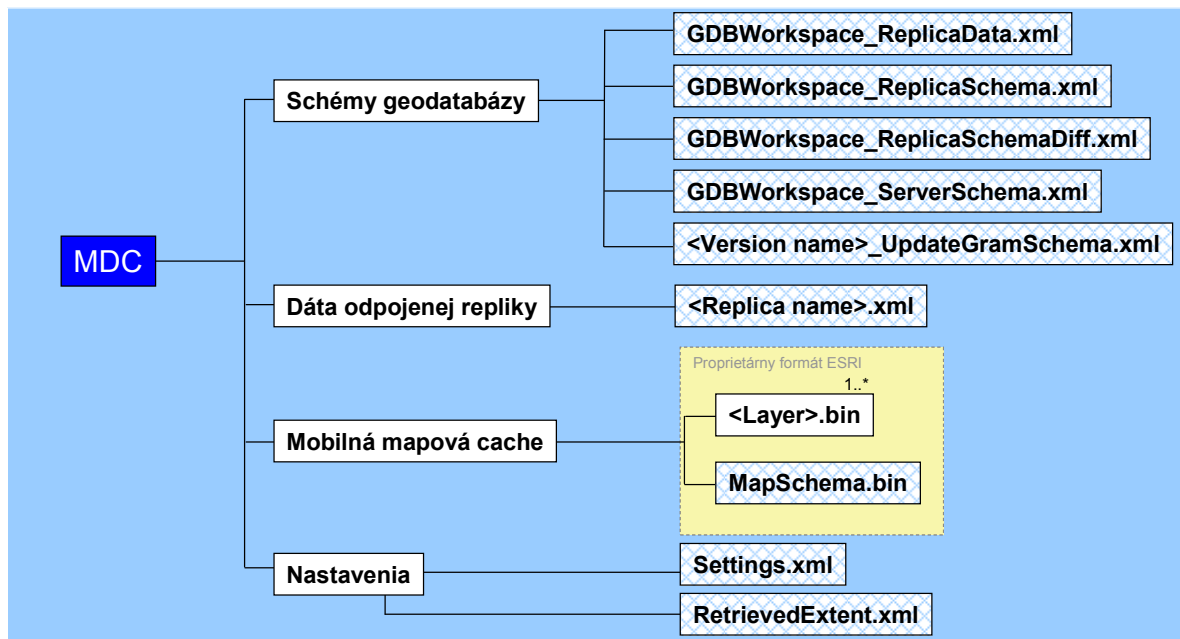 MDC
Schémy geodatabázy
GDBWorkspace_ReplicaData.xml
GDBWorkspace_ReplicaSchema.xml
GDBWorkspace_ReplicaSchemaDiff.xml
GDBWorkspace_ServerSchema.xml
<Version name>_UpdateGramSchema.xml
Dáta odpojenej repliky
<Replica name>.xml
Mobilná mapová cache
Proprietárny formát ESRI
1..*
<Layer>.bin
MapSchema.bin
Nastavenia
Settings.xml
RetrievedExtent.xml